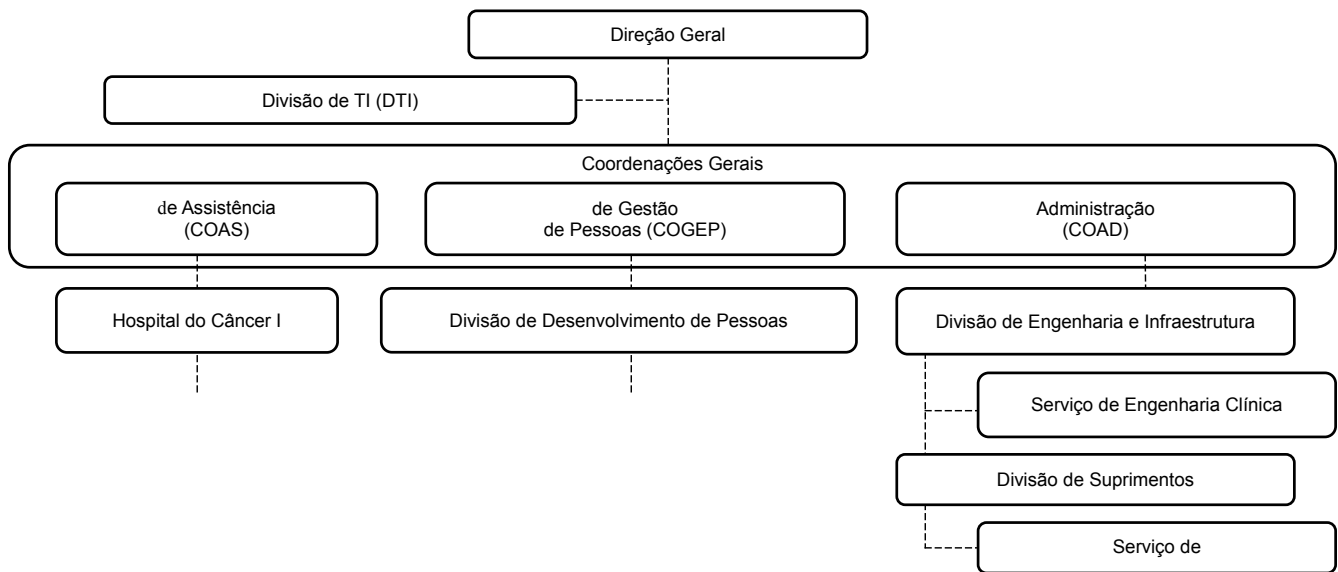 Direção Geral
Divisão de TI (DTI)
Coordenações Gerais
de Assistência
(COAS)
de Gestão
de Pessoas (COGEP)
Administração
(COAD)
Hospital do Câncer I
Divisão de Desenvolvimento de Pessoas
Divisão de Engenharia e Infraestrutura
Serviço de Engenharia Clínica
Divisão de Suprimentos
Serviço de